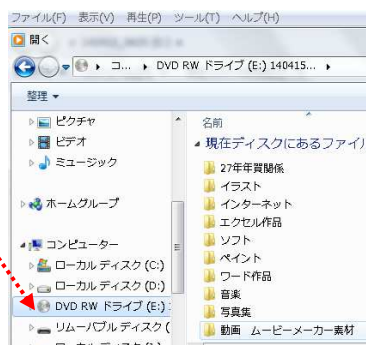 ファイル(F) 表示(V) 再生(P) ツール(T) ヘルプ(H)
開く
コ... DVD RW ドライブ (E:) 140415...
整理
ピクチャ
ビデオ
ミュージック
ホームグループ
コンピューター
ローカル ディスク (C:)
ローカル ディスク (D:)
DVD RW ドライブ (E:)
リムーバブル ディスク (
名前
現在ディスクにあるファイ
27年年賀関係
イラスト
インターネット
エクセル作品
ソフト
ペイント
ワード作品
音楽
写真集
動画 ムービーメーカー素材